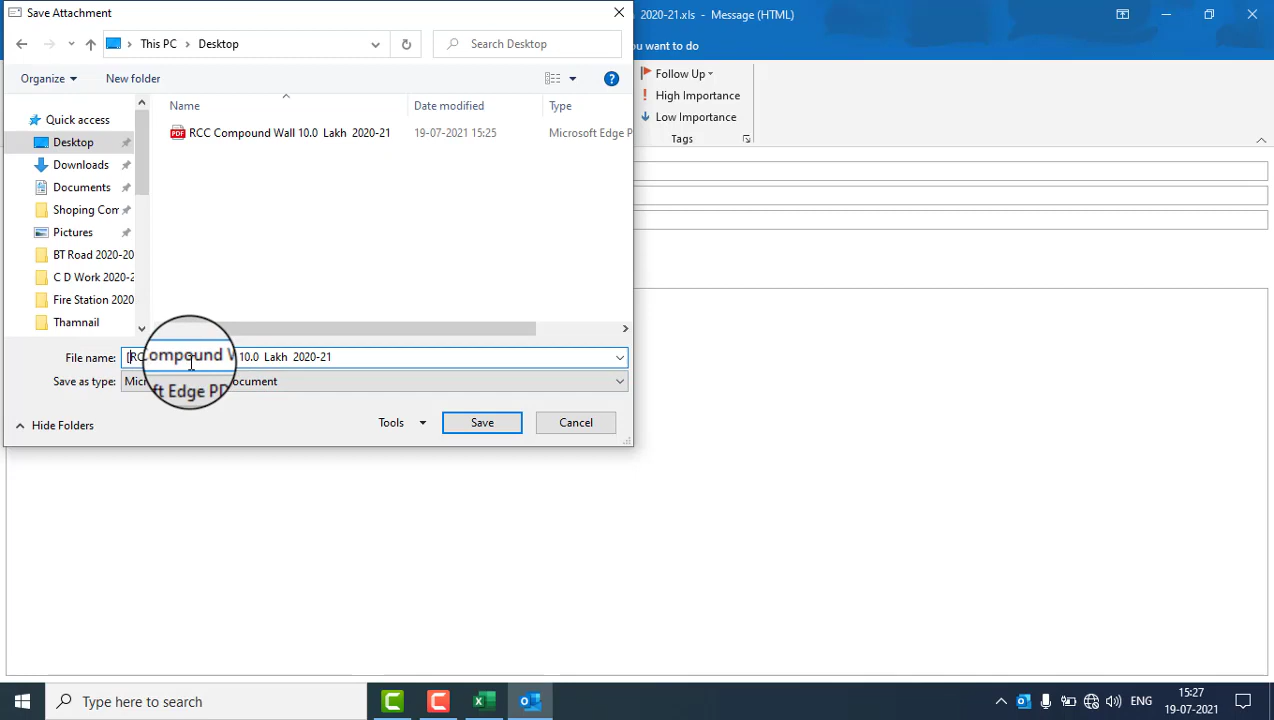 Save Attachment
2020-21.xls - Message (HTML)
This PC > Desktop
Search Desktop
you want to do
Organize
New folder
Follow Up
High Importance
Low Importance
Tags
Name
Date modified
Type
Quick access
RCC Compound Wall 10.0 Lakh 2020-21
19-07-2021 15:25
Microsoft Edge P
Desktop
Downloads
Documents
Shoping Com
Pictures
BT Road 2020-20
C D Work 2020-2
Fire Station 2020
Thamnail
File name:
ompound W 10.0 Lakh 2020-21
Save as type:
ft Edge PD ocument
Hide Folders
Tools
Save
Cancel
Type here to search
ENG
15:27
19-07-2021